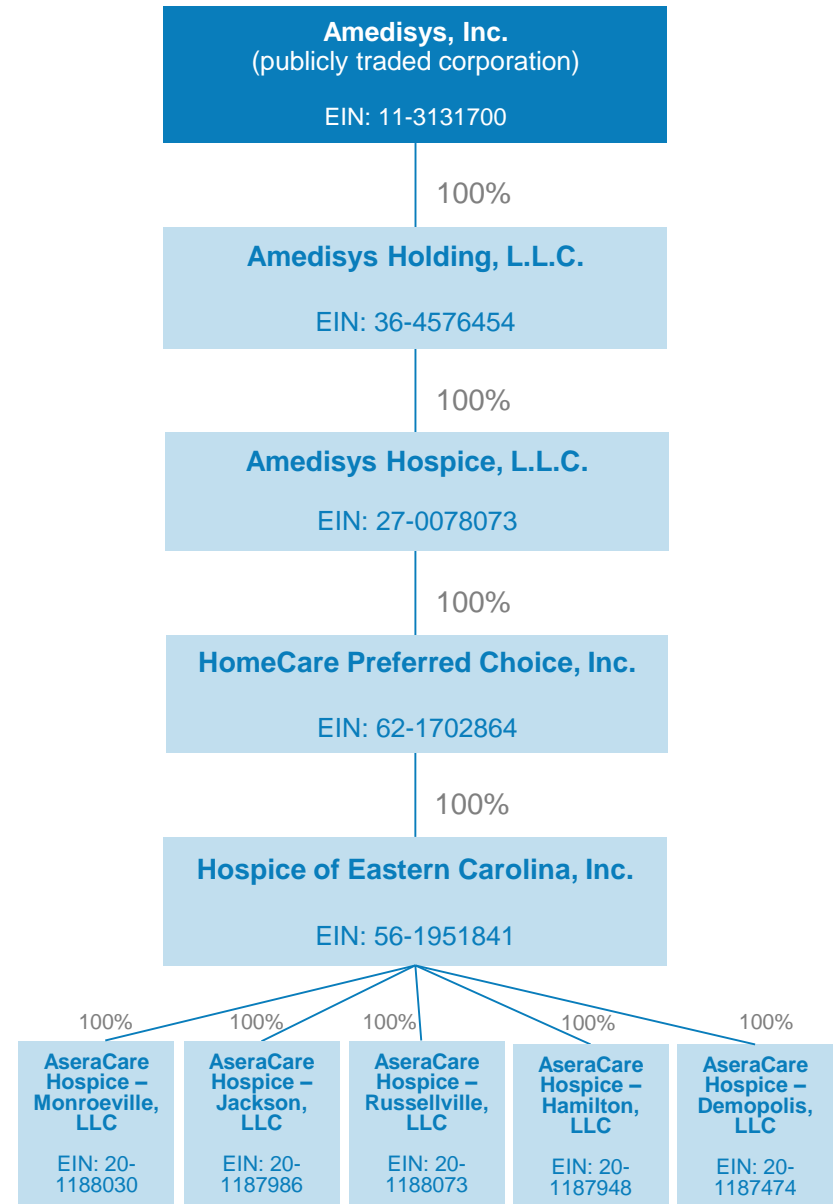 Amedisys, Inc.
(publicly traded corporation)
EIN: 11-3131700
100%
Amedisys Holding, L.L.C.
EIN: 36-4576454
100%
Amedisys Hospice, L.L.C.
EIN: 27-0078073
100%
HomeCare Preferred Choice, Inc.
EIN: 62-1702864
100%
Hospice of Eastern Carolina, Inc.
EIN: 56-1951841
100%
AseraCare
Hospice –
Monroeville,
LLC
EIN: 20-
1188030
100%
AseraCare
Hospice –
Jackson,
LLC
EIN: 20-
1187986
100%
AseraCare
Hospice –
Russellville,
LLC
EIN: 20-
1188073
100%
AseraCare
Hospice –
Hamilton,
LLC
EIN: 20-
1187948
100%
AseraCare
Hospice –
Demopolis,
LLC
EIN: 20-
1187474